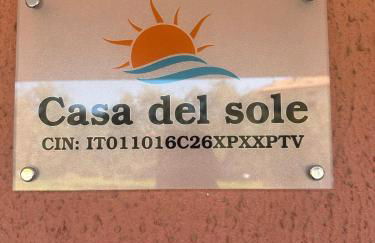 Casa del sole
CIN: IT011016C26XPXXPTV